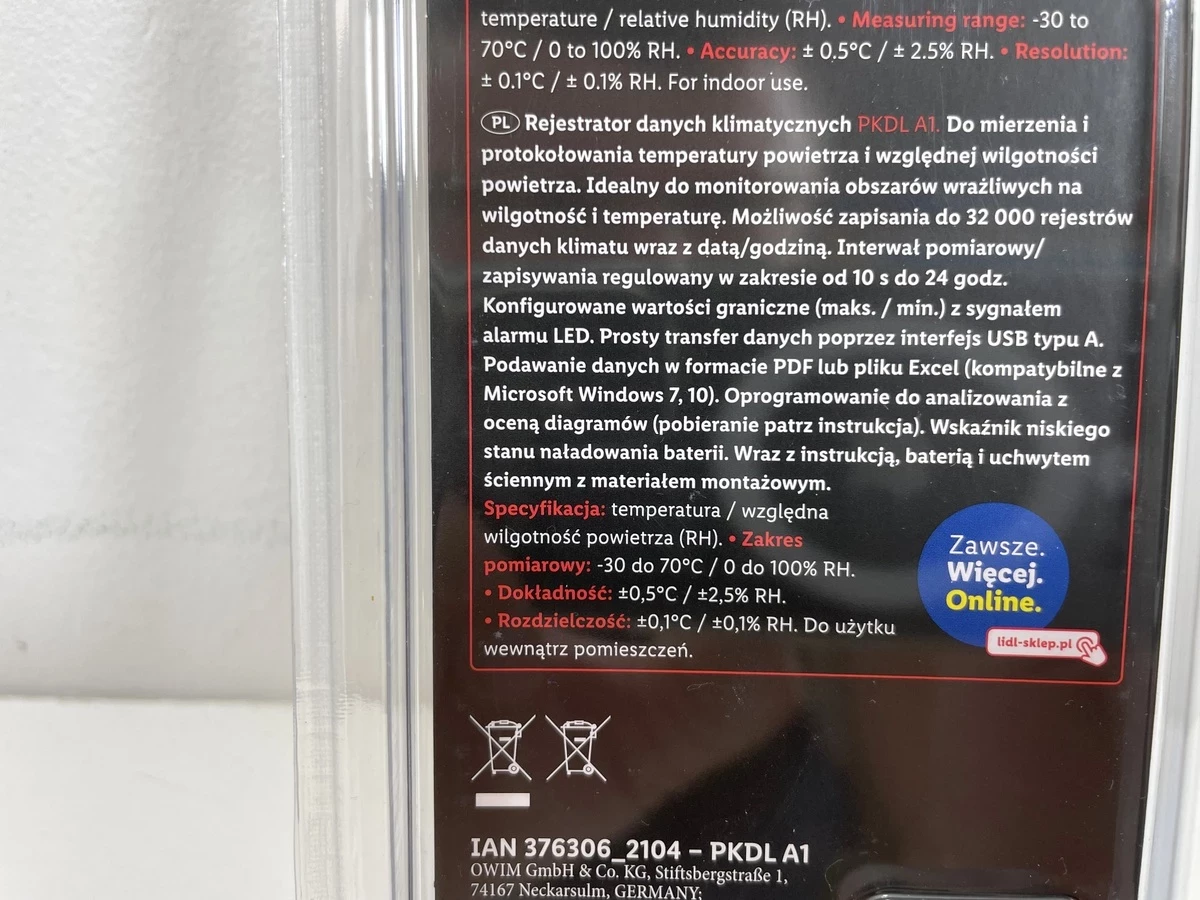 temperature / relative humidity (RH). • Measuring range: -30 to
70°C / 0 to 100% RH. • Accuracy: ± 0.5°C / ± 2.5% RH. • Resolution:
± 0.1°C / ± 0.1% RH. For indoor use.
PL Rejestrator danych klimatycznych PKDL A1. Do mierzenia i
protokołowania temperatury powietrza i względnej wilgotności
powietrza. Idealny do monitorowania obszarów wrażliwych na
wilgotność i temperaturę. Możliwość zapisania do 32 000 rejestrów
danych klimatu wraz z datą/godziną. Interwał pomiarowy/
zapisywania regulowany w zakresie od 10 s do 24 godz.
Konfigurowane wartości graniczne (maks. / min.) z sygnałem
alarmu LED. Prosty transfer danych poprzez interfejs USB typu A.
Podawanie danych w formacie PDF lub pliku Excel (kompatybilne z
Microsoft Windows 7, 10). Oprogramowanie do analizowania z
oceną diagramów (pobieranie patrz instrukcja). Wskaźnik niskiego
stanu naładowania baterii. Wraz z instrukcją, baterią i uchwytem
ściennym z materiałem montażowym.
Specyfikacja: temperatura / względna
wilgotność powietrza (RH). • Zakres
pomiarowy: -30 do 70°C / 0 do 100% RH.
• Dokładność: ±0,5°C / ±2,5% RH.
• Rozdzielczość: ±0,1°C / ±0,1% RH. Do użytku
wewnątrz pomieszczeń.
Zawsze.
Więcej.
Online.
lidl-sklep.pl
IAN 376306_2104 – PKDL A1
OWIM GmbH & Co. KG, Stiftsbergstraße 1,
74167 Neckarsulm, GERMANY;